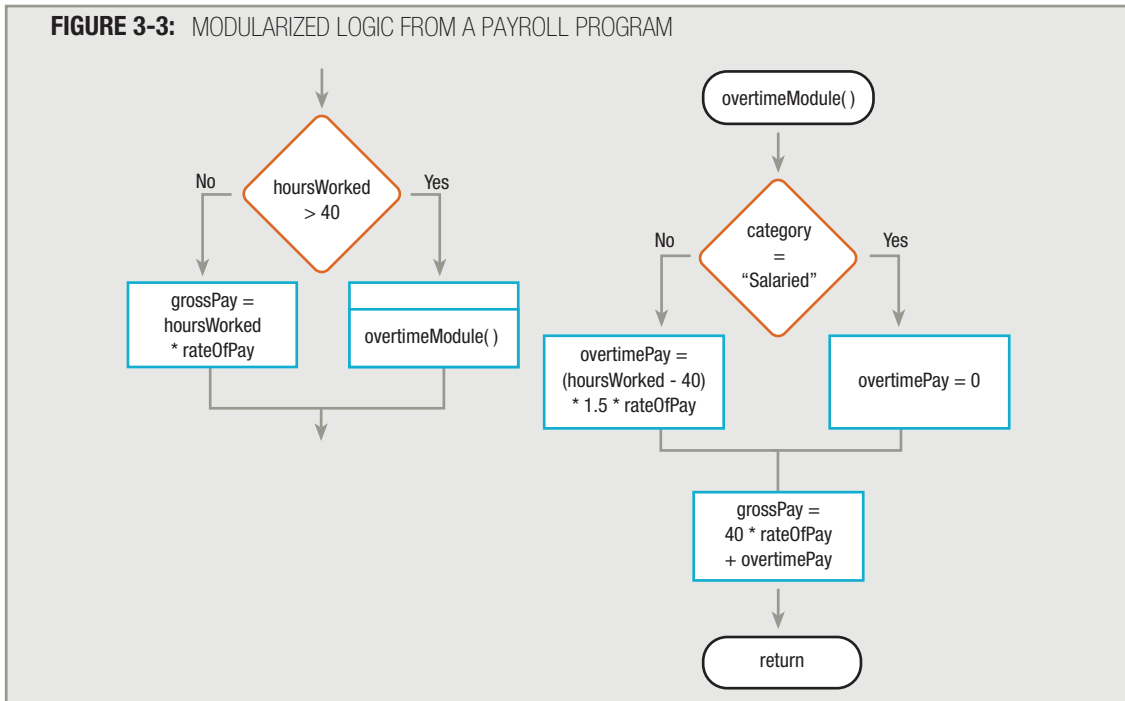 FIGURE 3-3: MODULARIZED LOGIC FROM A PAYROLL PROGRAM
hoursWorked
> 40
No
Yes
grossPay =
hoursWorked
* rateOfPay
overtimeModule( )
overtimeModule( )
category
=
“Salaried”
No
Yes
overtimePay =
(hoursWorked - 40)
* 1.5 * rateOfPay
overtimePay = 0
grossPay =
40 * rateOfPay
+ overtimePay
return